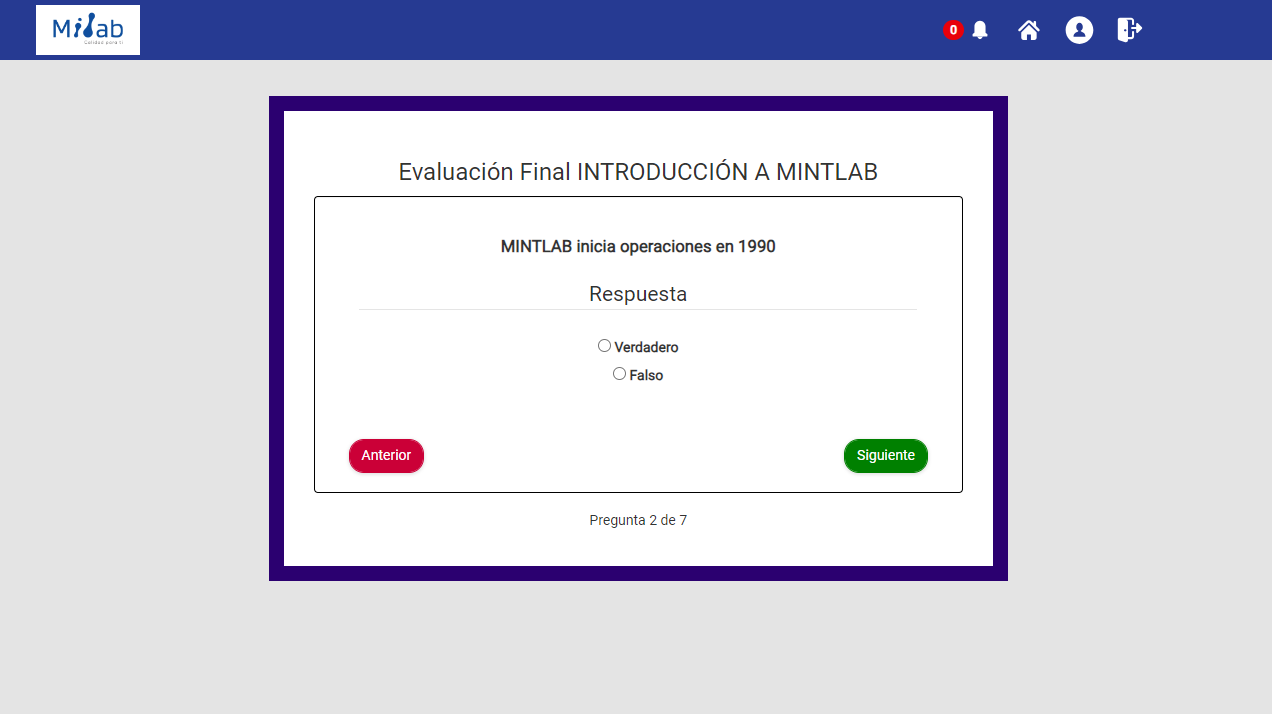 Milab
Calidad para ti
0
Evaluación Final INTRODUCCIÓN A MINTLAB
MINTLAB inicia operaciones en 1990
Respuesta
Verdadero
Falso
Anterior
Siguiente
Pregunta 2 de 7